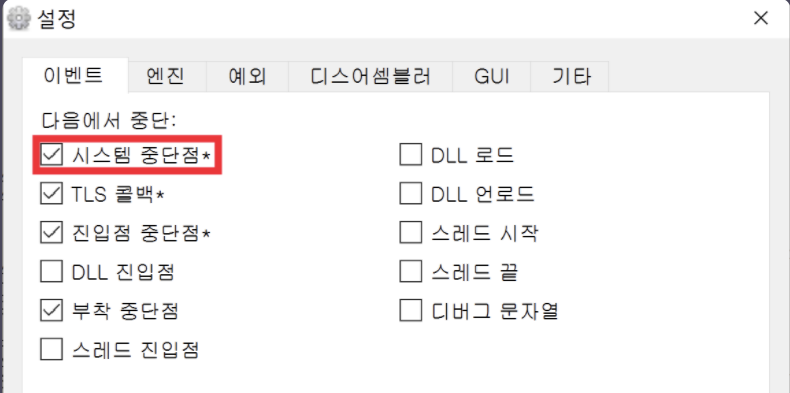 설정
이벤트 엔진 예외 디스어셈블러 GUI 기타
다음에서 중단:
시스템 중단점*
TLS 콜백*
진입점 중단점*
DLL 진입점
부착 중단점
스레드 진입점
DLL 로드
DLL 언로드
스레드 시작
스레드 끝
디버그 문자열